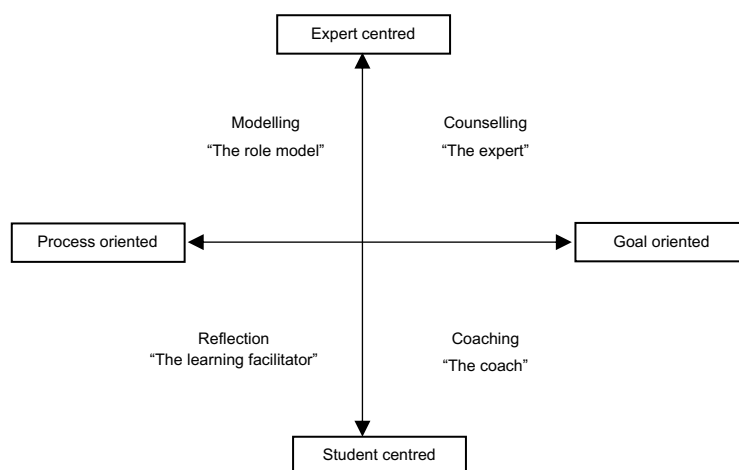 Expert centred
Modelling
“The role model”
Counselling
“The expert”
Process oriented
Goal oriented
Reflection
“The learning facilitator”
Coaching
“The coach”
Student centred